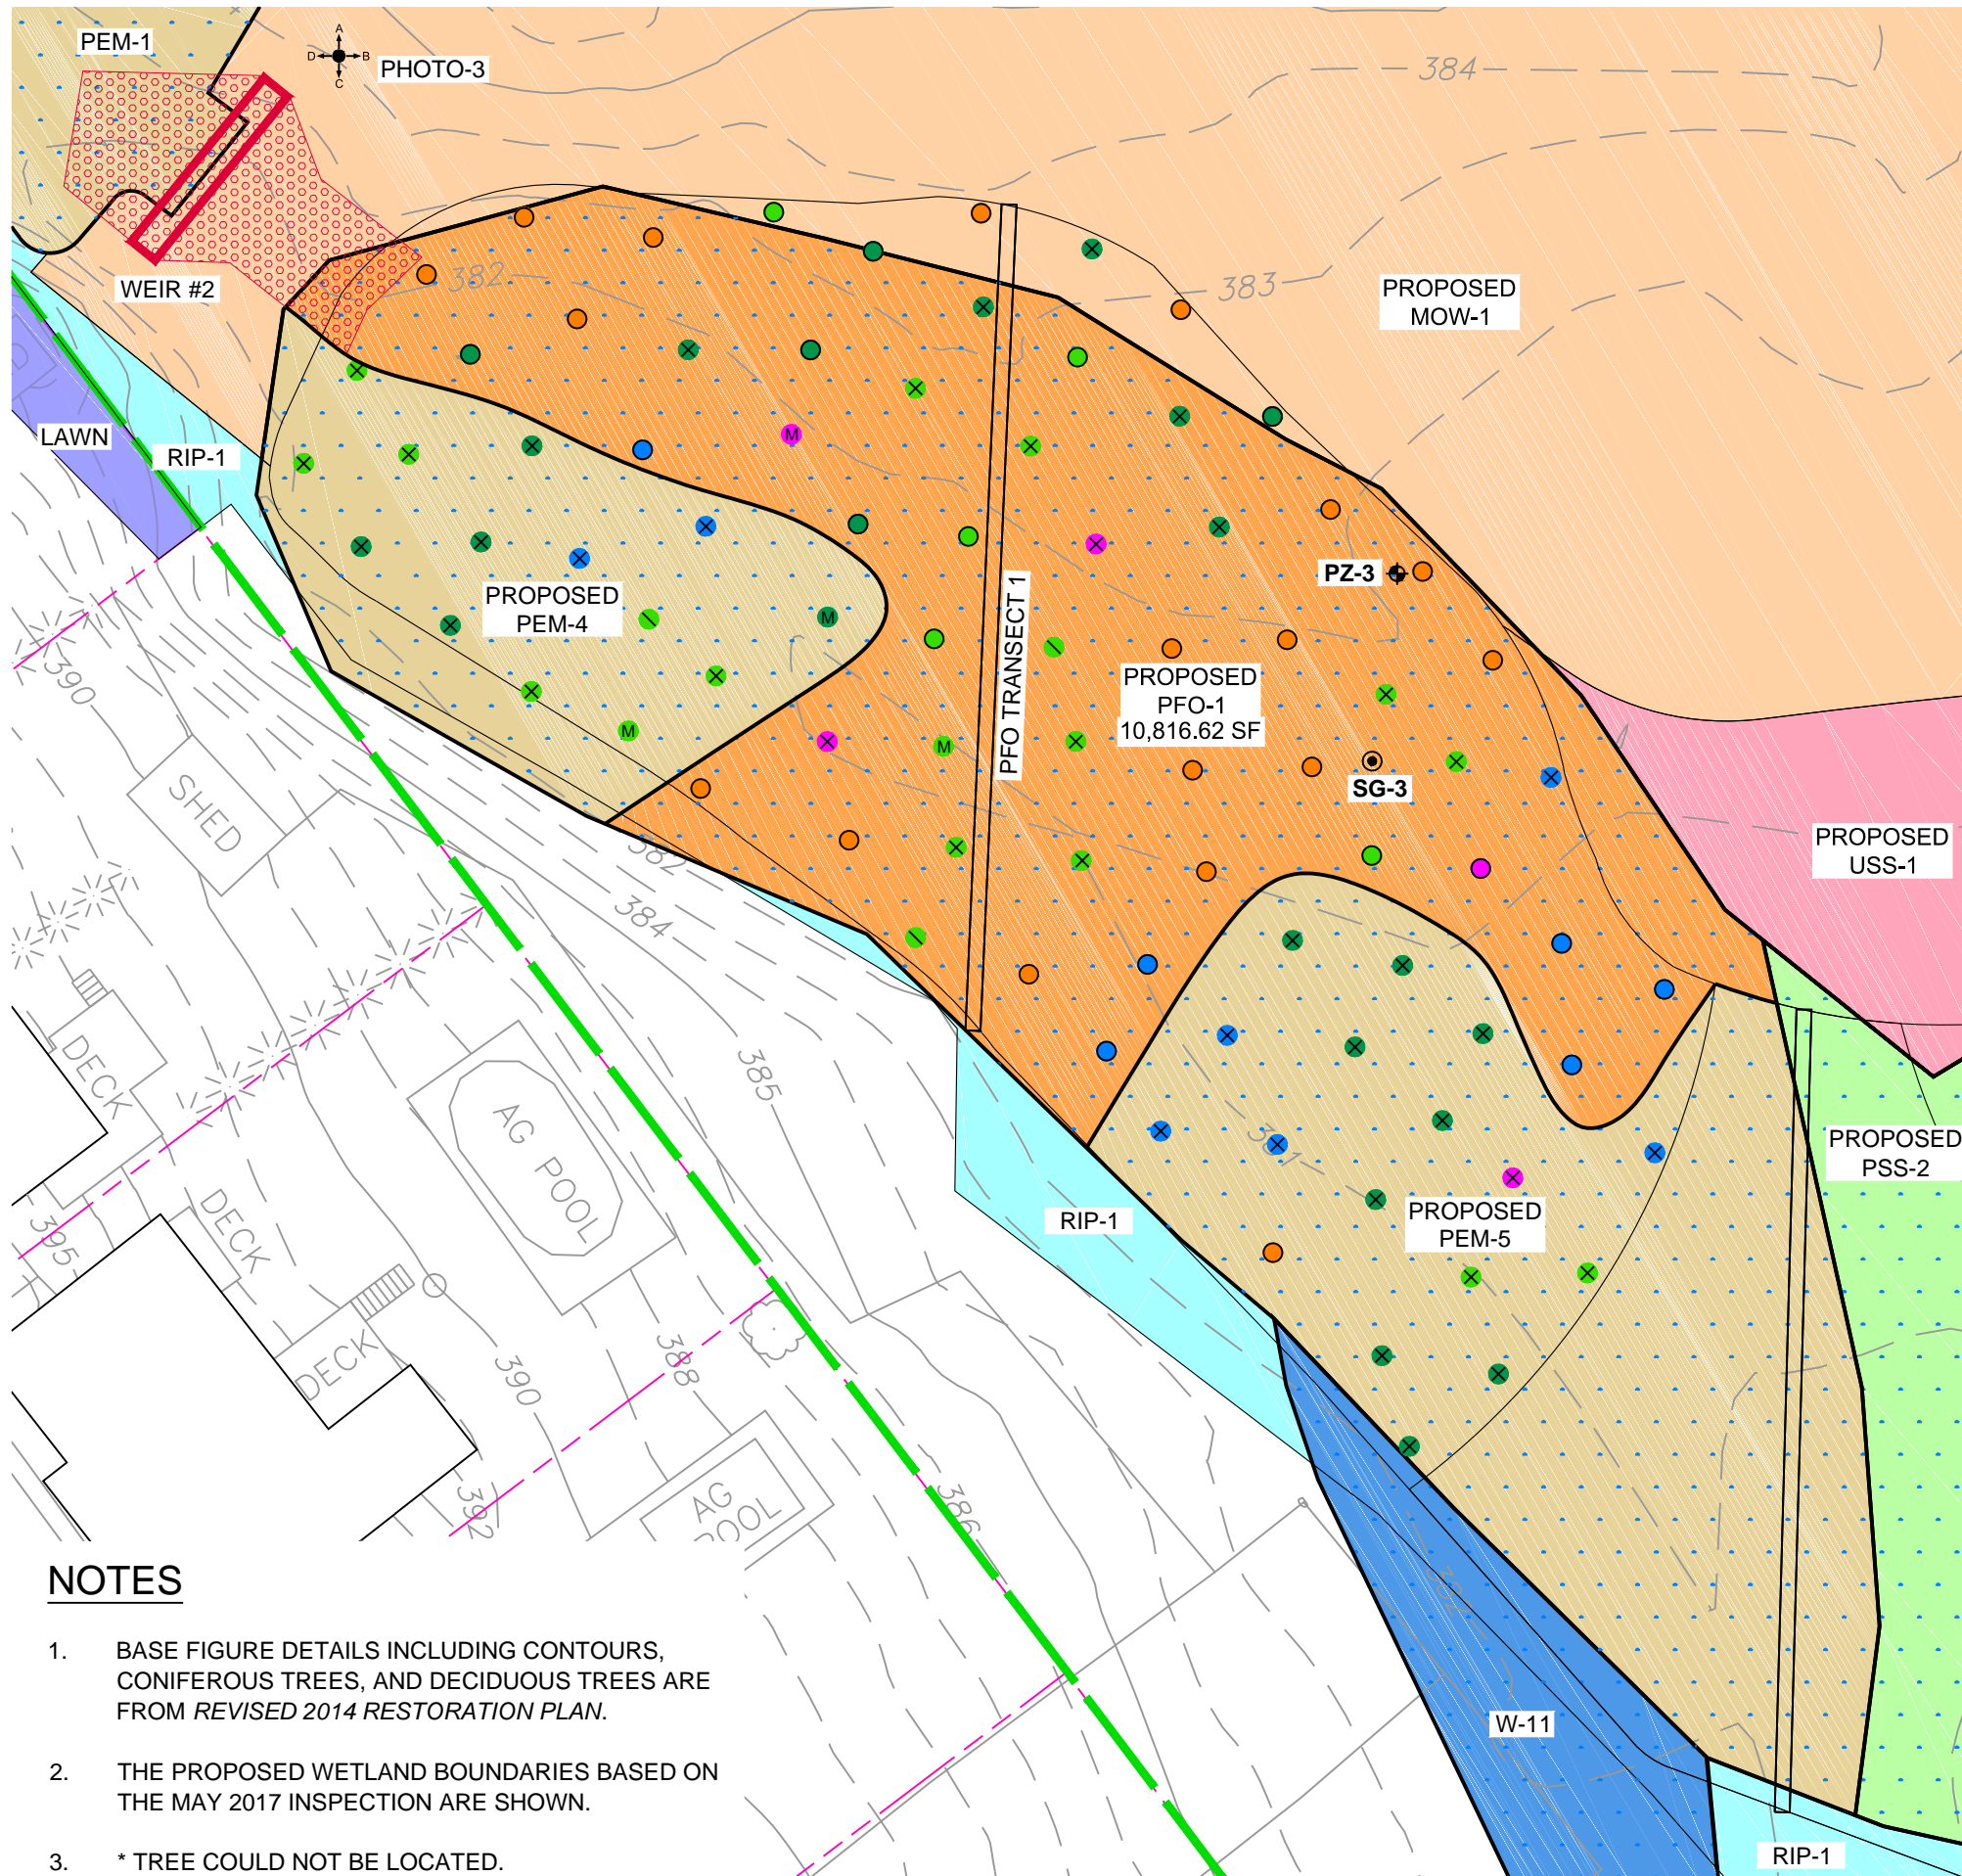 PEM-1
A
D
B
C
PHOTO-3
384
WEIR #2
382
383
PROPOSED
MOW-1
LAWN
RIP-1
M
PZ-3
PROPOSED
PEM-4
M
PFO TRANSECT 1
PROPOSED
PFO-1
10,816.62 SF
M
M
SG-3
390
SHED
382
384
PROPOSED
USS-1
DECK
385
AG POOL
PROPOSED
PSS-2
381
RIP-1
PROPOSED
PEM-5
395
DECK
DECK
390
388
392
AG
386
W-11
RIP-1
NOTES
1. BASE FIGURE DETAILS INCLUDING CONTOURS,
CONIFEROUS TREES, AND DECIDUOUS TREES ARE
FROM REVISED 2014 RESTORATION PLAN.
2. THE PROPOSED WETLAND BOUNDARIES BASED ON
THE MAY 2017 INSPECTION ARE SHOWN.
3. * TREE COULD NOT BE LOCATED.